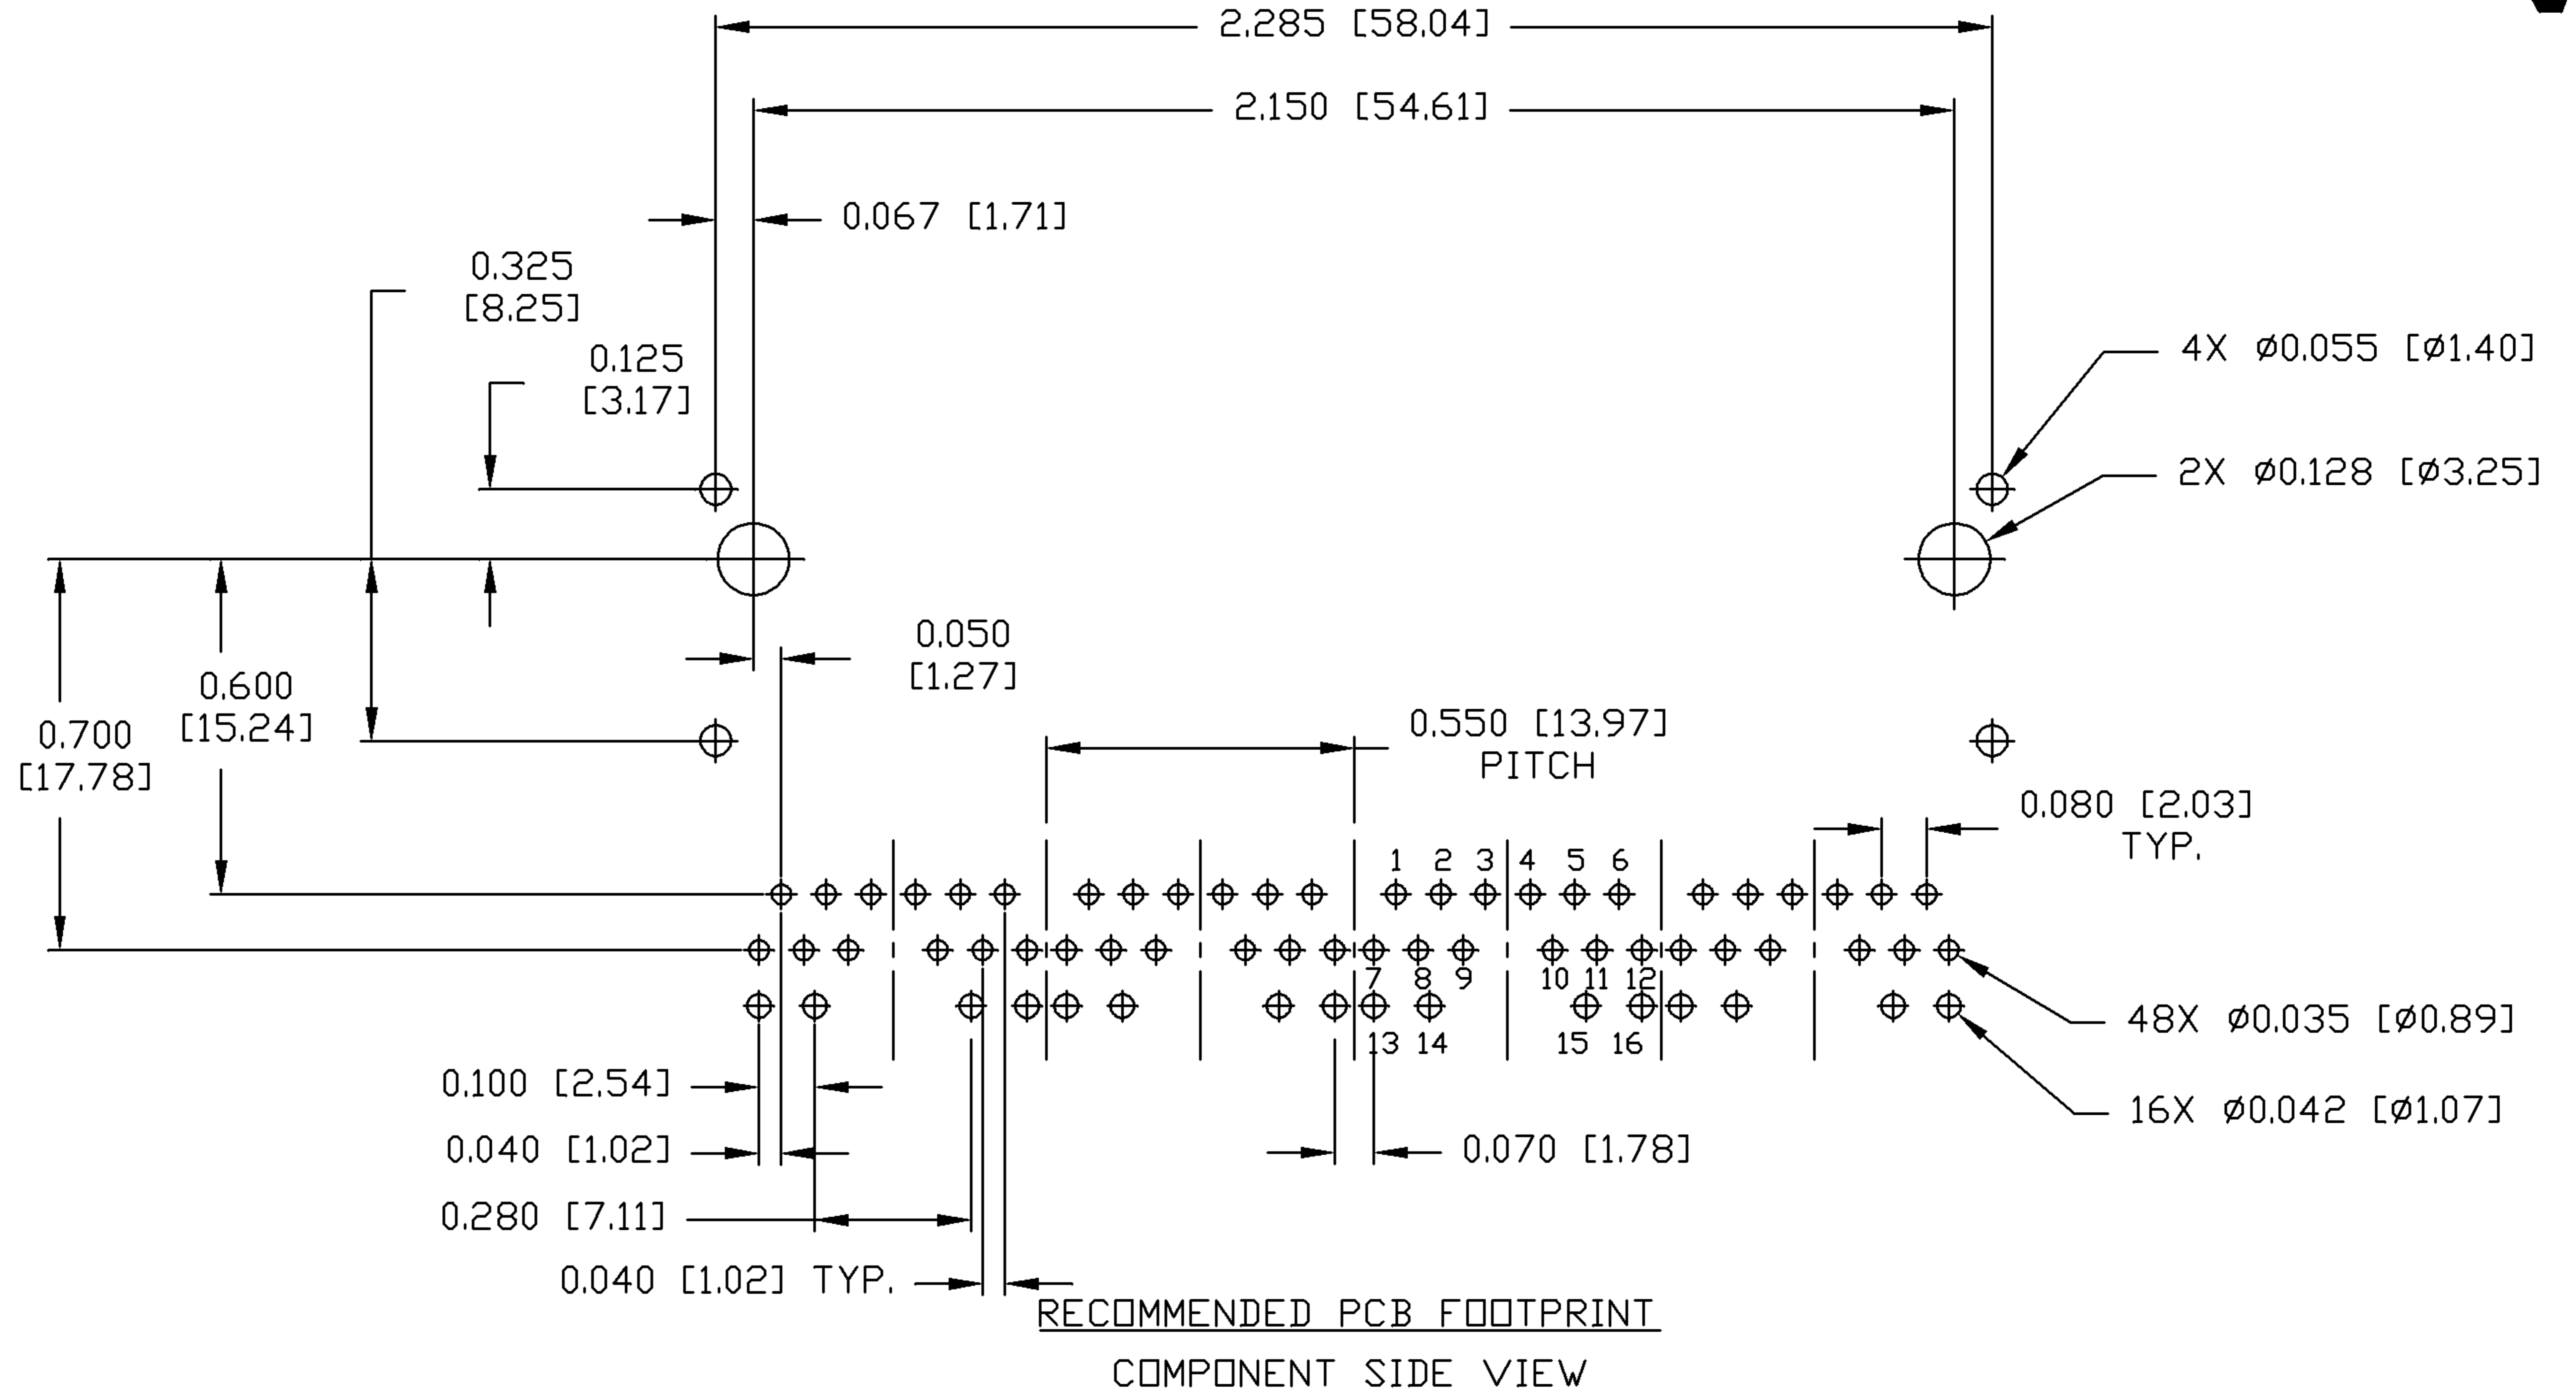 2.285 [58.04]
2.150 [54.61]
0.067 [1.71]
0.325
[8.25]
0.125
[3.17]
4X ø0.055 [ø1.40]
2X ø0.128 [ø3.25]
0.050
[1.27]
0.600
[15.24]
0.700
[17.78]
0.550 [13.97]
PITCH
0.080 [2.03]
TYP.
1 2 3 4 5 6
7 8 9 10 11 12
13 14 15 16
48X ø0.035 [ø0.89]
16X ø0.042 [ø1.07]
0.100 [2.54]
0.040 [1.02]
0.070 [1.78]
0.280 [7.11]
0.040 [1.02] TYP.
RECOMMENDED PCB FOOTPRINT
COMPONENT SIDE VIEW